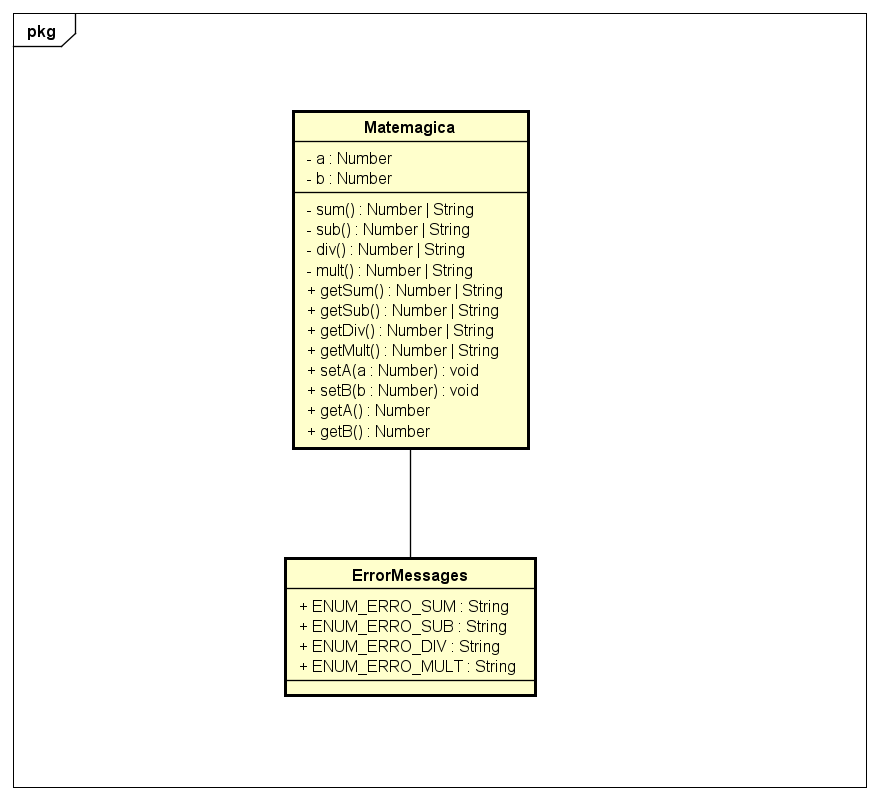 pkg
Matemagica
- a : Number
- b : Number
- sum() : Number | String
- sub() : Number | String
- div() : Number | String
- mult() : Number | String
+ getSum() : Number | String
+ getSub() : Number | String
+ getDiv() : Number | String
+ getMult() : Number | String
+ setA(a : Number) : void
+ setB(b : Number) : void
+ getA() : Number
+ getB() : Number
ErrorMessages
+ ENUM_ERRO_SUM : String
+ ENUM_ERRO_SUB : String
+ ENUM_ERRO_DIV : String
+ ENUM_ERRO_MULT : String